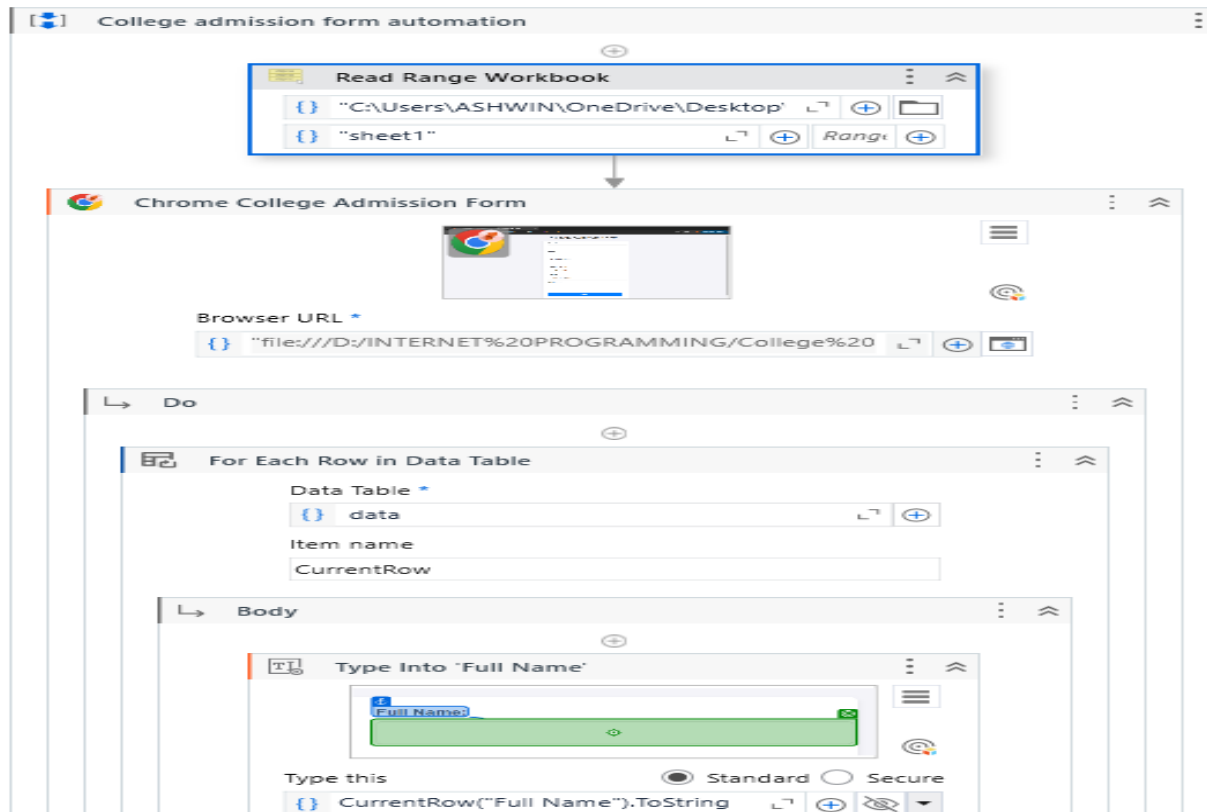 College admission form automation
Read Range Workbook
{} "C:\Users\ASHWIN\OneDrive\Desktop'
{} "sheet1" Range
Chrome College Admission Form
Browser URL *
{} "file:///D:/INTERNET%20PROGRAMMING/College%20
Do
For Each Row in Data Table
Data Table *
{} data
Item name
CurrentRow
Body
TI Type Into 'Full Name'
Full Name:
Type this Standard Secure
{} CurrentRow("Full Name").ToString